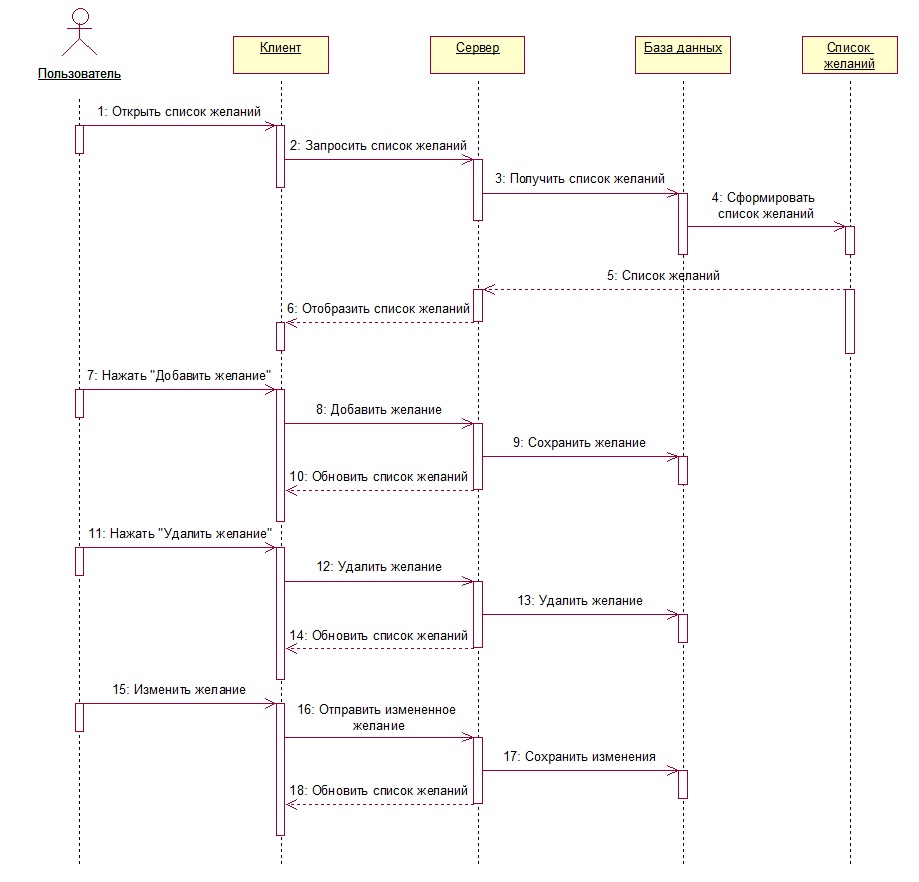 Пользователь
Клиент
Сервер
База данных
Список
желаний
1: Открыть список желаний
2: Запросить список желаний
3: Получить список желаний
4: Сформировать
список желаний
5: Список желаний
6: Отобразить список желаний
7: Нажать "Добавить желание"
8: Добавить желание
9: Сохранить желание
10: Обновить список желаний
11: Нажать "Удалить желание"
12: Удалить желание
13: Удалить желание
14: Обновить список желаний
15: Изменить желание
16: Отправить измененное
желание
17: Сохранить изменения
18: Обновить список желаний